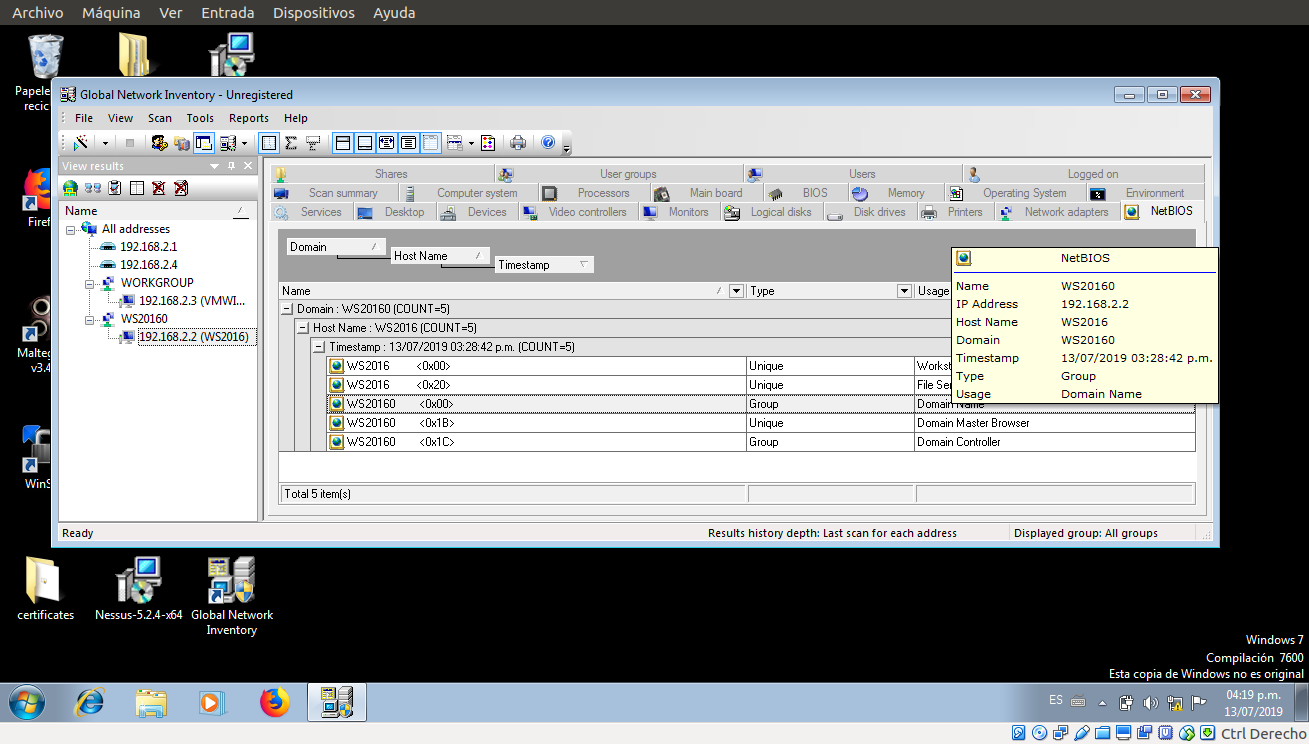 Archivo Máquina Ver Entrada Dispositivos Ayuda
Papele
recic
Global Network Inventory - Unregistered
File View Scan Tools Reports Help
View results
Name
All addresses
192.168.2.1
192.168.2.4
WORKGROUP
192.168.2.3 (VMWI...
WS20160
192.168.2.2 (WS2016)
Shares User groups Users Logged on
Scan summary Computer system Processors Main board BIOS Memory Operating System Environment
Services Desktop Devices Video controllers Monitors Logical disks Disk drives Printers Network adapters NetBIOS
Domain
Host Name
Timestamp
Name Type Usage
Domain : WS20160 (COUNT=5)
Host Name : WS2016 (COUNT=5)
Timestamp : 13/07/2019 03:28:42 p.m. (COUNT=5)
WS2016 <0x00> Unique Workst
WS2016 <0x20> Unique File Ser
WS20160 <0x00> Group Domain Name
WS20160 <0x1B> Unique Domain Master Browser
WS20160 <0x1C> Group Domain Controller
Total 5 item(s)
NetBIOS
Name WS20160
IP Address 192.168.2.2
Host Name WS2016
Domain WS20160
Timestamp 13/07/2019 03:28:42 p.m.
Type Group
Usage Domain Name
Ready Results history depth: Last scan for each address Displayed group: All groups
Firef
Malteg
v3.4
WinS
certificates
Nessus-5.2.4-x64
Global Network
Inventory
Windows 7
Compilación 7600
Esta copia de Windows no es original
ES
04:19 p.m.
13/07/2019
Ctrl Derecho